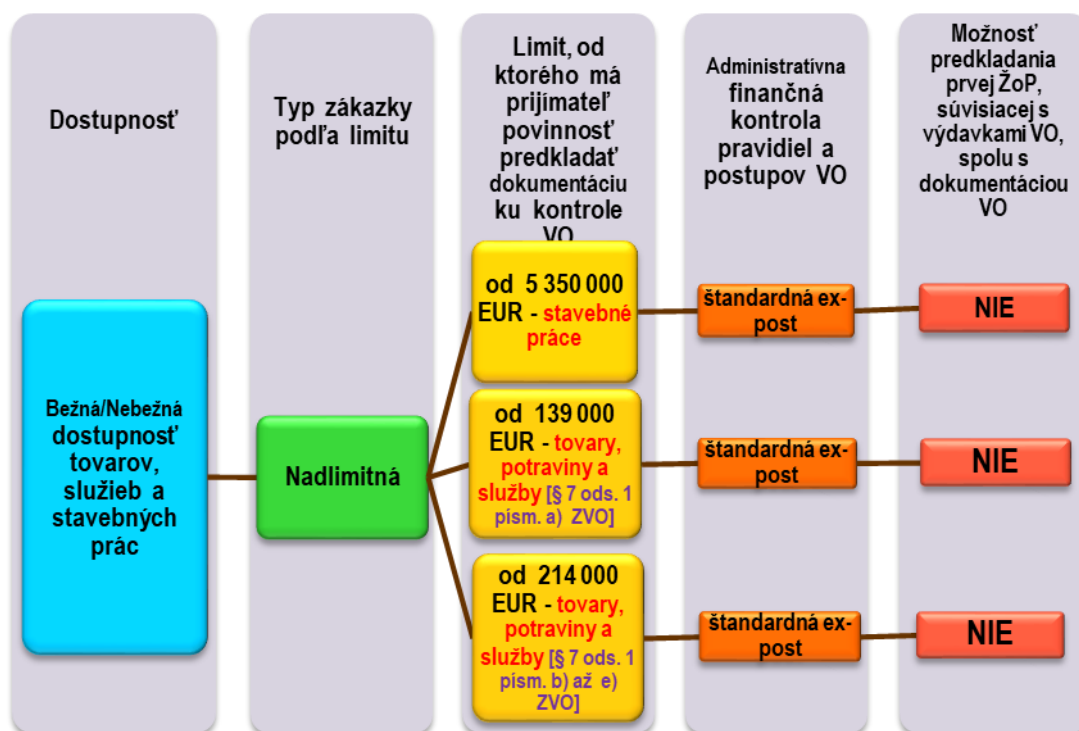 Dostupnosť
Typ zákazky
podľa limitu
Limit, od
ktorého má
prijímateľ
povinnosť
predkladať
dokumentáciu
ku kontrole
VO
Administratívna
finančná
kontrola
pravidiel a
postupov VO
Možnosť
predkladania
prvej ŽoP,
súvisiacej s
výdavkami VO,
spolu s
dokumentáciou
VO
Bežná/Nebežná
dostupnosť
tovarov,
služieb a
stavebných
prác
Nadlimitná
od 5 350 000
EUR - stavebné
práce
štandardná ex-
post
NIE
od 139 000
EUR - tovary,
potraviny a
služby [§ 7 ods. 1
písm. a) ZVO]
štandardná ex-
post
NIE
od 214 000
EUR - tovary,
potraviny a
služby [§ 7 ods. 1
písm. b) až e)
ZVO]
štandardná ex-
post
NIE